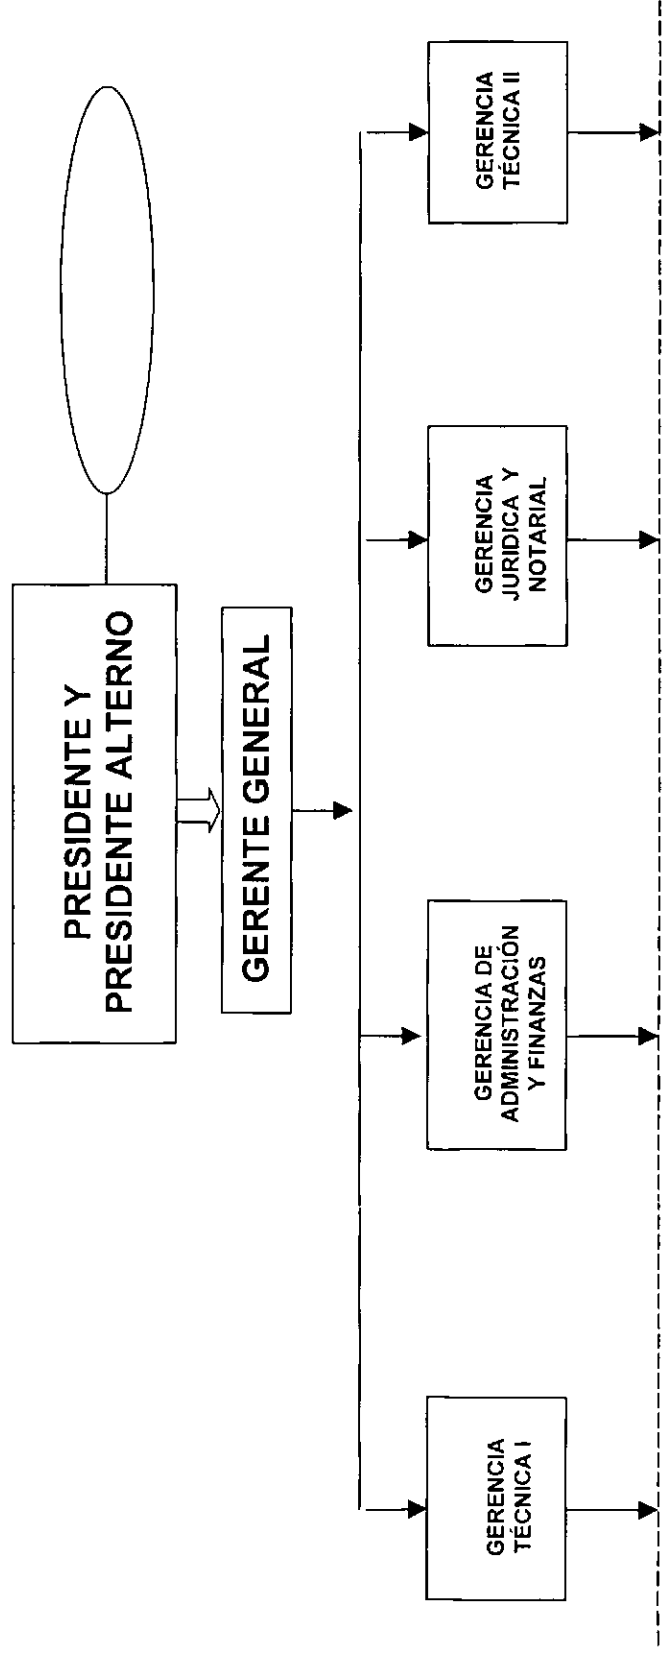 PRESIDENTE Y
PRESIDENTE ALTERNO
GERENTE GENERAL
GERENCIA
TÉCNICA I
GERENCIA DE
ADMINISTRACIÓN
Y FINANZAS
GERENCIA
JURIDICA Y
NOTARIAL
GERENCIA
TÉCNICA II